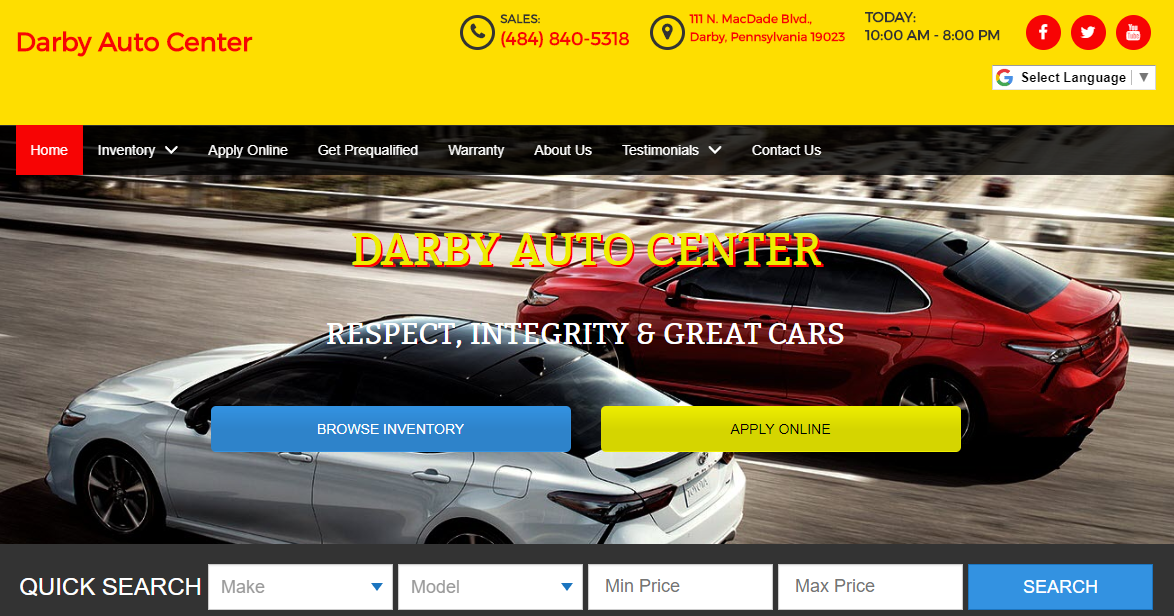 Darby Auto Center
SALES:
(484) 840-5318
111 N. MacDade Blvd.,
Darby, Pennsylvania 19023
TODAY:
10:00 AM - 8:00 PM
Select Language ▼
Home Inventory Apply Online Get Prequalified Warranty About Us Testimonials Contact Us
DARBY AUTO CENTER
RESPECT, INTEGRITY & GREAT CARS
BROWSE INVENTORY APPLY ONLINE
QUICK SEARCH Make Model Min Price Max Price SEARCH